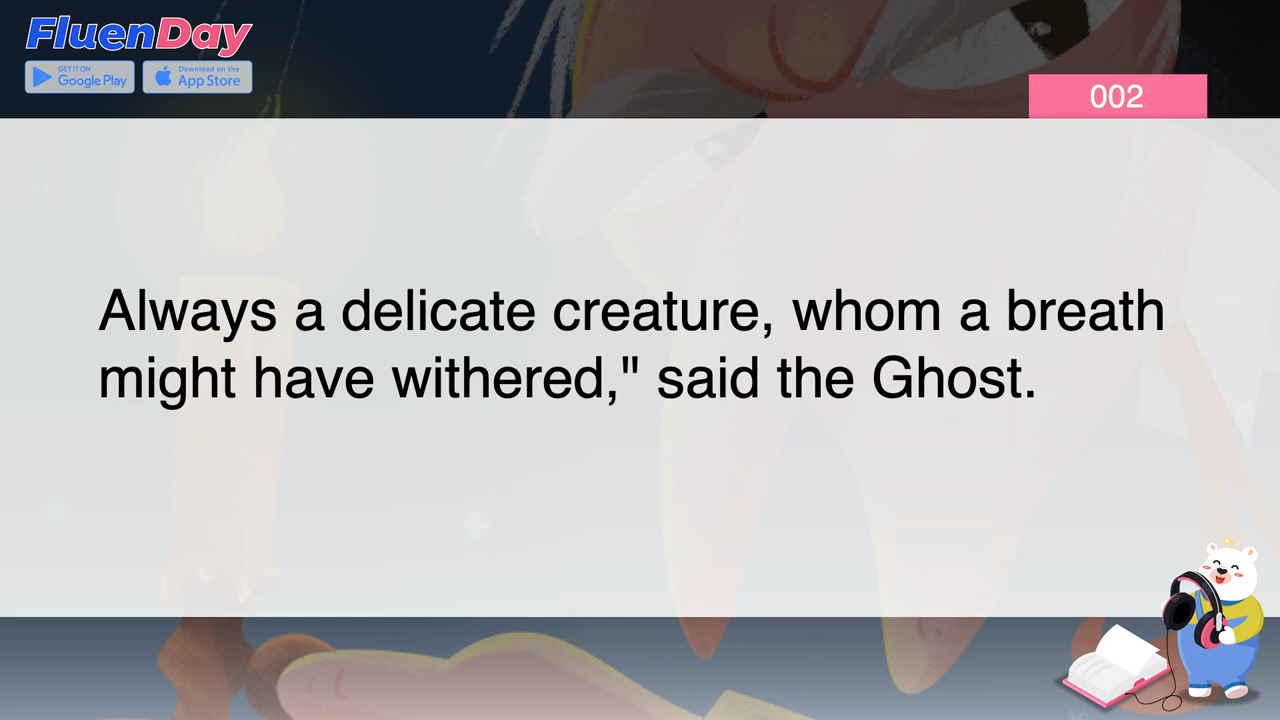 FluenDay
GET IT ON
Google Play
Download on the
App Store
002
Always a delicate creature, whom a breath
might have withered," said the Ghost.